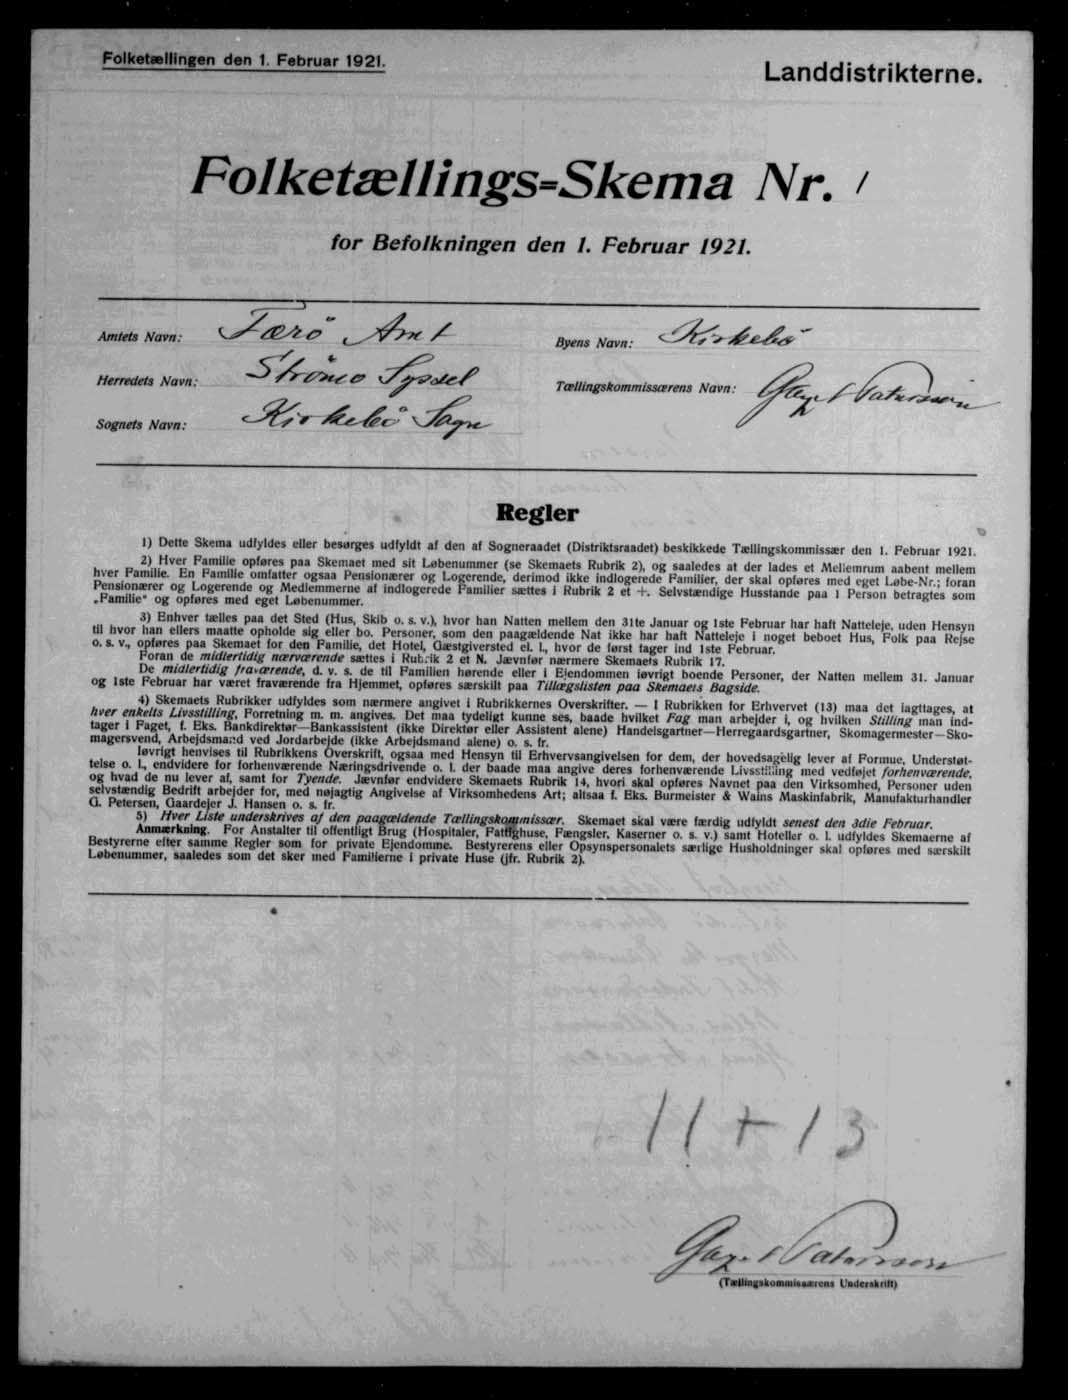 Folketællingen den 1. Februar 1921.
Landdistrikterne.
Folketællings=Skema Nr. 1
for Befolkningen den 1. Februar 1921.
Amtets Navn: Færö Amt
Byens Navn: Kirkebö
Herredets Navn: Strömö Syssel
Tællingskommissærens Navn: Patursson
Sognets Navn: Kirkebö Sogn
Regler
1) Dette Skema udfyldes eller besørges udfyldt af den af Sogneraadet (Distriktsraadet) beskikkede Tællingskommissær den 1. Februar 1921.
2) Hver Familie opføres paa Skemaet med sit Løbenummer (se Skemaets Rubrik 2), og saaledes at der lades et Mellemrum aabent mellem
hver Familie. En Familie omfatter ogsaa Pensionærer og Logerende, derimod ikke indlogerede Familier, der skal opføres med eget Løbe-Nr.; foran
Pensionærer og Logerende og Medlemmerne af indlogerede Familier sættes i Rubrik 2 et +. Selvstændige Husstande paa 1 Person betragtes som
„Familie" og opføres med eget Løbenummer.
3) Enhver tælles paa det Sted (Hus, Skib o. s. v.), hvor han Natten mellem den 31te Januar og 1ste Februar har haft Natteleje, uden Hensyn
til hvor han ellers maatte opholde sig eller bo. Personer, som den paagældende Nat ikke har haft Natteleje i noget beboet Hus, Folk paa Rejse
o. s. v., opføres paa Skemaet for den Familie, det Hotel, Gæstgiversted el. l., hvor de først tager ind 1ste Februar.
Foran de midlertidig nærværende sættes i Rubrik 2 et N. Jævnfør nærmere Skemaets Rubrik 17.
De midlertidig fraværende, d. v. s. de til Familien hørende eller i Ejendommen iøvrigt boende Personer, der Natten mellem 31. Januar
og 1ste Februar har været fraværende fra Hjemmet, opføres særskilt paa Tillægslisten paa Skemaets Bagside.
4) Skemaets Rubrikker udfyldes som nærmere angivet i Rubrikkernes Overskrifter. — I Rubrikken for Erhvervet (13) maa det iagttages, at
hver enkelts Livsstilling, Forretning m. m. angives. Det maa tydeligt kunne ses, baade hvilket Fag man arbejder i, og hvilken Stilling man ind-
tager i Faget, f. Eks. Bankdirektør—Bankassistent (ikke Direktør eller Assistent alene) Handelsgartner—Herregaardsgartner, Skomagermester—Sko-
magersvend, Arbejdsmand ved Jordarbejde (ikke Arbejdsmand alene) o. s. fr.
Iøvrigt henvises til Rubrikkens Overskrift, ogsaa med Hensyn til Erhvervsangivelsen for dem, der hovedsagelig lever af Formue, Understøt-
telse o. l., endvidere for forhenværende Næringsdrivende o. l. der baade maa angive deres forhenværende Livsstilling med vedføjet forhenværende,
og hvad de nu lever af, samt for Tyende. Jævnfør endvidere Skemaets Rubrik 14, hvori skal opføres Navnet paa den Virksomhed, Personer uden
selvstændig Bedrift arbejder for, med nøjagtig Angivelse af Virksomhedens Art; altsaa f. Eks. Burmeister & Wains Maskinfabrik, Manufakturhandler
G. Petersen, Gaardejer J. Hansen o. s. fr.
5) Hver Liste underskrives af den paagældende Tællingskommissær. Skemaet skal være færdig udfyldt senest den 3die Februar.
Anmærkning. For Anstalter til offentligt Brug (Hospitaler, Fattighuse, Fængsler, Kaserner o. s. v.) samt Hoteller o. l. udfyldes Skemaerne af
Bestyrerne efter samme Regler som for private Ejendomme. Bestyrerens eller Opsynspersonalets særlige Husholdninger skal opføres med særskilt
Løbenummer, saaledes som det sker med Familierne i private Huse (jfr. Rubrik 2).
11 + 13
Patursson
(Tællingskommissærens Underskrift)